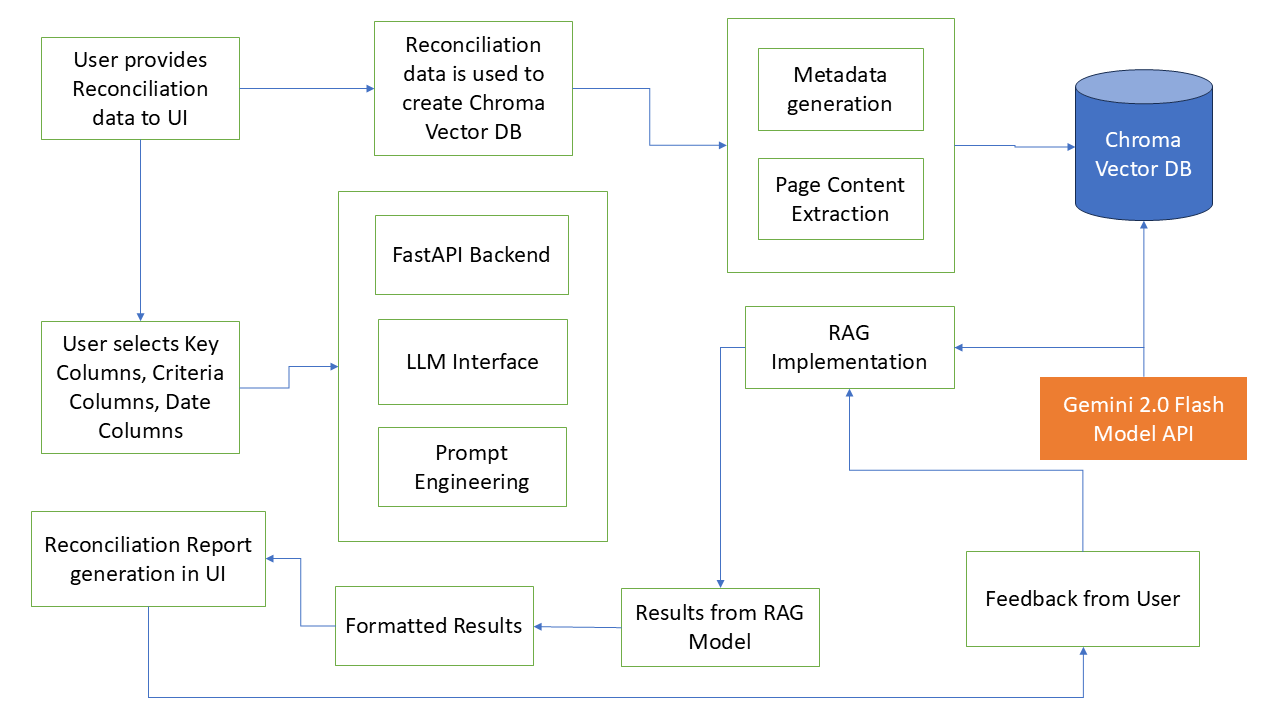 User provides
Reconciliation
data to UI
Reconciliation
data is used to
create Chroma
Vector DB
Metadada
generation
Page Content
Extraction
Chroma
Vector DB
User selects Key
Columns, Criteria
Columns, Date
Columns
FastAPI Backend
LLM Interface
Prompt
Engineering
RAG
Implementation
Gemini 2.0 Flash
Model API
Reconciliation Report
generation in UI
Formatted Results
Results from RAG
Model
Feedback from User